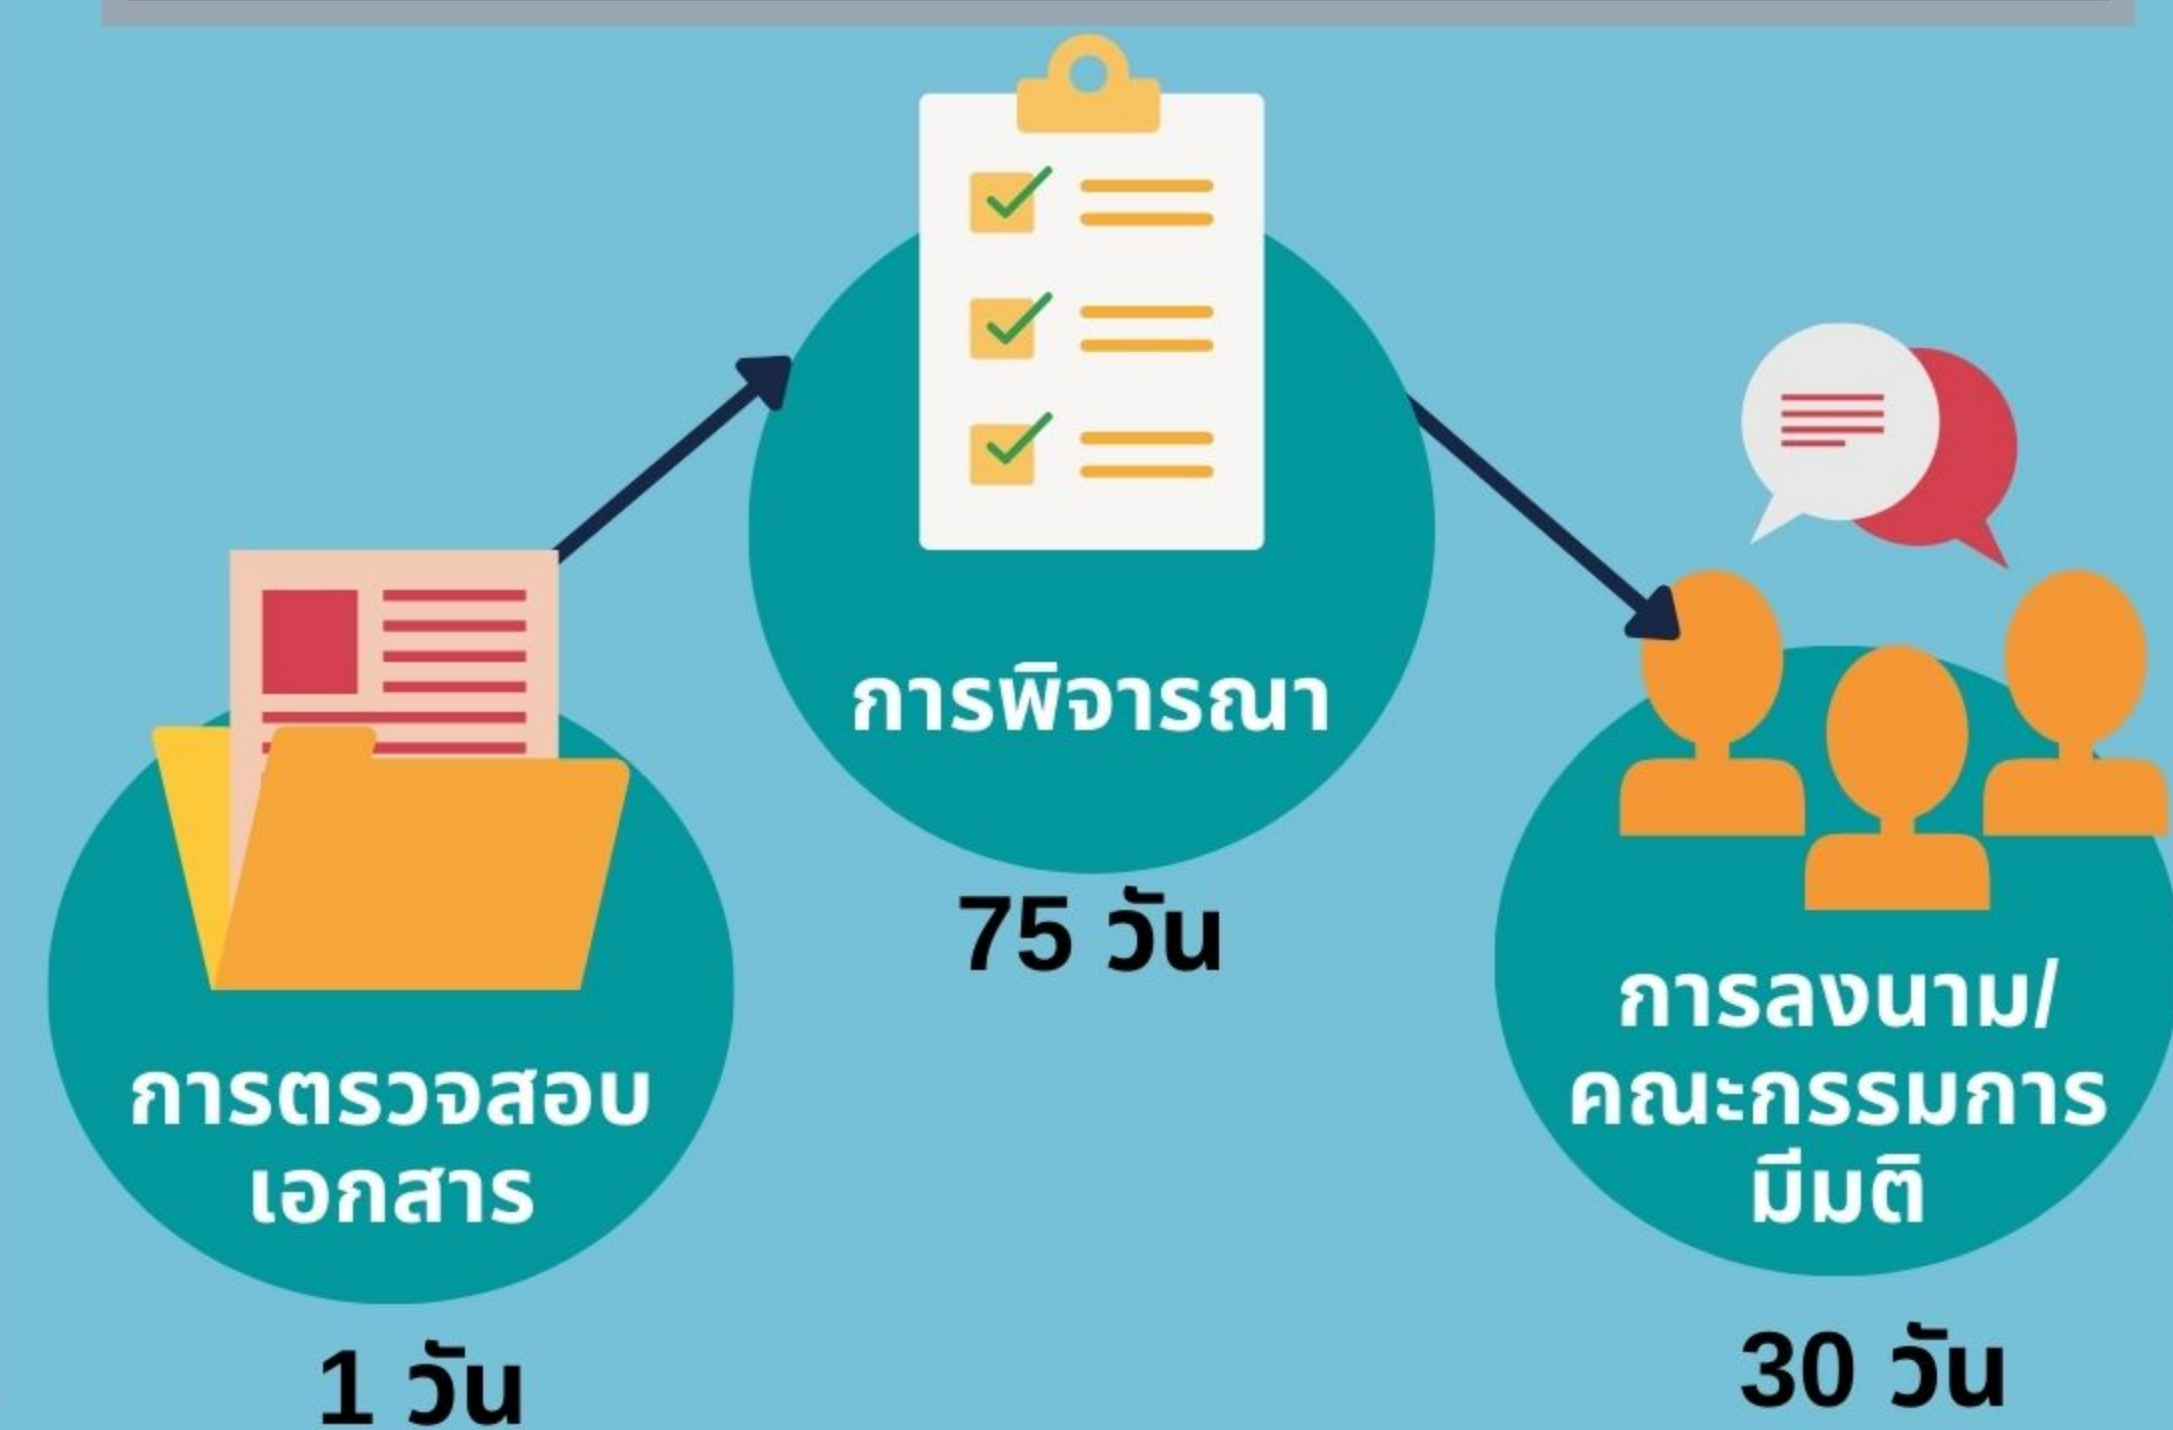 การตรวจสอบ
เอกสาร
1 วัน
การพิจารณา
75 วัน
การลงนาม/
คณะกรรมการ
มีมติ
30 วัน